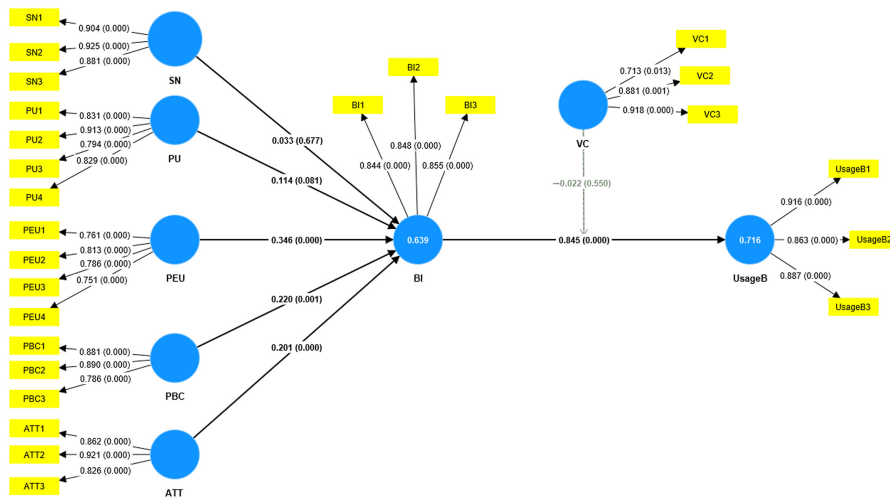 SN1
0.904 (0.000)
SN2
0.925 (0.000)
0.881 (0.000)
SN3
SN
PU1
0.831 (0.000)
PU2
0.913 (0.000)
0.794 (0.000)
PU3
0.829 (0.000)
PU4
PU
PEU1
0.761 (0.000)
PEU2
0.813 (0.000)
0.786 (0.000)
PEU3
0.751 (0.000)
PEU4
PEU
PBC1
0.881 (0.000)
PBC2
0.890 (0.000)
0.786 (0.000)
PBC3
PBC
ATT1
0.862 (0.000)
ATT2
0.921 (0.000)
0.826 (0.000)
ATT3
ATT
0.033 (0.677)
0.114 (0.081)
0.346 (0.000)
0.220 (0.001)
0.201 (0.000)
BI1
BI2
BI3
0.844 (0.000)
0.848 (0.000)
0.855 (0.000)
0.639
BI
0.845 (0.000)
VC1
0.713 (0.013)
VC2
0.881 (0.001)
0.918 (0.000)
VC3
VC
−0.022 (0.550)
0.716
UsageB
UsageB1
0.916 (0.000)
0.863 (0.000)
UsageB2
0.887 (0.000)
UsageB3